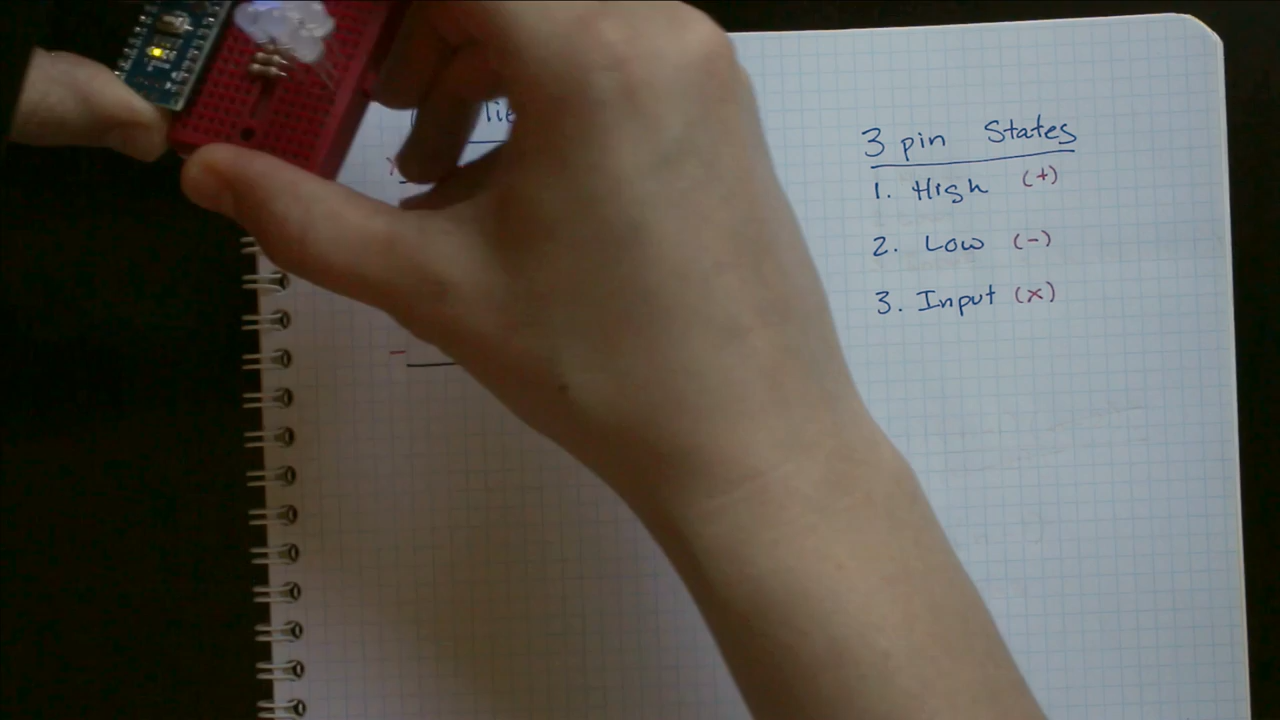 3 pin States
1. High (+)
2. Low (-)
3. Input (x)